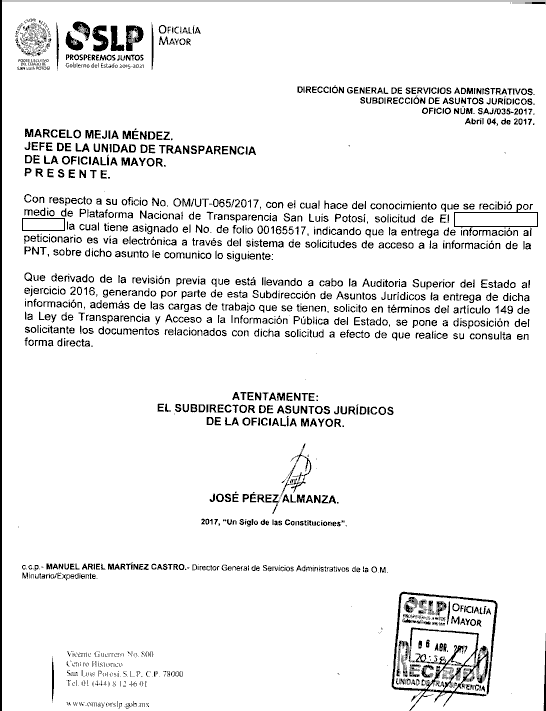 PODER EJECUTIVO
DEL ESTADO DE
SAN LUIS POTOSI
SLP
PROSPEREMOS JUNTOS
Gobierno del Estado 2015-2021
OFICIALÍA
MAYOR
DIRECCIÓN GENERAL DE SERVICIOS ADMINISTRATIVOS.
SUBDIRECCIÓN DE ASUNTOS JURÍDICOS.
OFICIO NÚM. SAJ/035-2017.
Abril 04, de 2017.
MARCELO MEJIA MÉNDEZ.
JEFE DE LA UNIDAD DE TRANSPARENCIA
DE LA OFICIALÍA MAYOR.
P R E S E N T E.
Con respecto a su oficio No. OM/UT-065/2017, con el cual hace del conocimiento que se recibió por
medio de Plataforma Nacional de Transparencia San Luis Potosí, solicitud de El
la cual tiene asignado el No. de folio 00165517, indicando que la entrega de información al
peticionario es vía electrónica a través del sistema de solicitudes de acceso a la información de la
PNT, sobre dicho asunto le comunico lo siguiente:
Que derivado de la revisión previa que está llevando a cabo la Auditoria Superior del Estado al
ejercicio 2016, generando por parte de esta Subdirección de Asuntos Jurídicos la entrega de dicha
información, además de las cargas de trabajo que se tienen, solicito en términos del artículo 149 de
la Ley de Transparencia y Acceso a la Información Pública del Estado, se pone a disposición del
solicitante los documentos relacionados con dicha solicitud a efecto de que realice su consulta en
forma directa.
ATENTAMENTE:
EL SUBDIRECTOR DE ASUNTOS JURÍDICOS
DE LA OFICIALÍA MAYOR.
JOSÉ PÉREZ ALMANZA.
2017, "Un Siglo de las Constituciones".
c.c.p.- MANUEL ARIEL MARTÍNEZ CASTRO.- Director General de Servicios Administrativos de la O.M.
Minutario/Expediente.
SLP
PROSPEREMOS JUNTOS
Gobierno del Estado 2015-2021
OFICIALÍA
MAYOR
06 ABR. 2017
RECIBIDO
UNIDAD DE TRANSPARENCIA
Vicente Guerrero No. 800
Centro Histórico
San Luis Potosí, S.L.P., C.P. 78000
Tel. 01 (444) 8 12 46 01
www.omayorslp.gob.mx